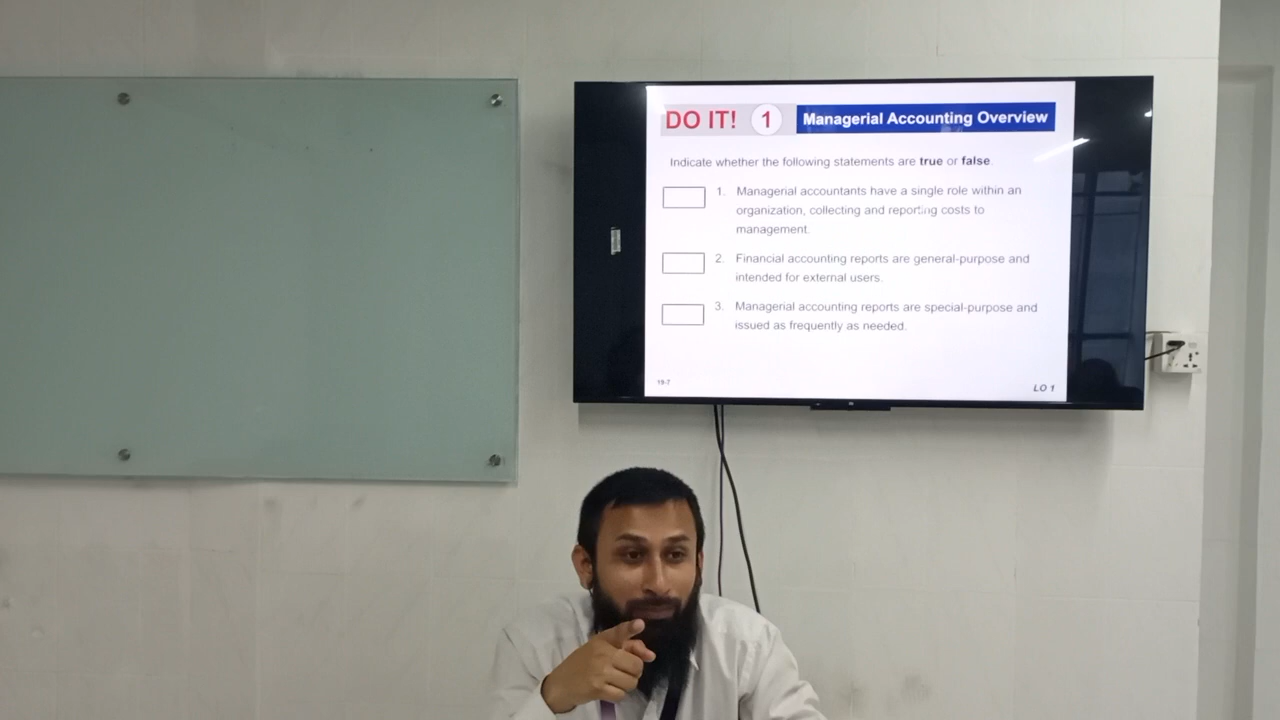 DO IT! 1 Managerial Accounting Overview
Indicate whether the following statements are true or false.
1. Managerial accountants have a single role within an
organization, collecting and reporting costs to
management.
2. Financial accounting reports are general-purpose and
intended for external users.
3. Managerial accounting reports are special-purpose and
issued as frequently as needed.
19-7
LO 1